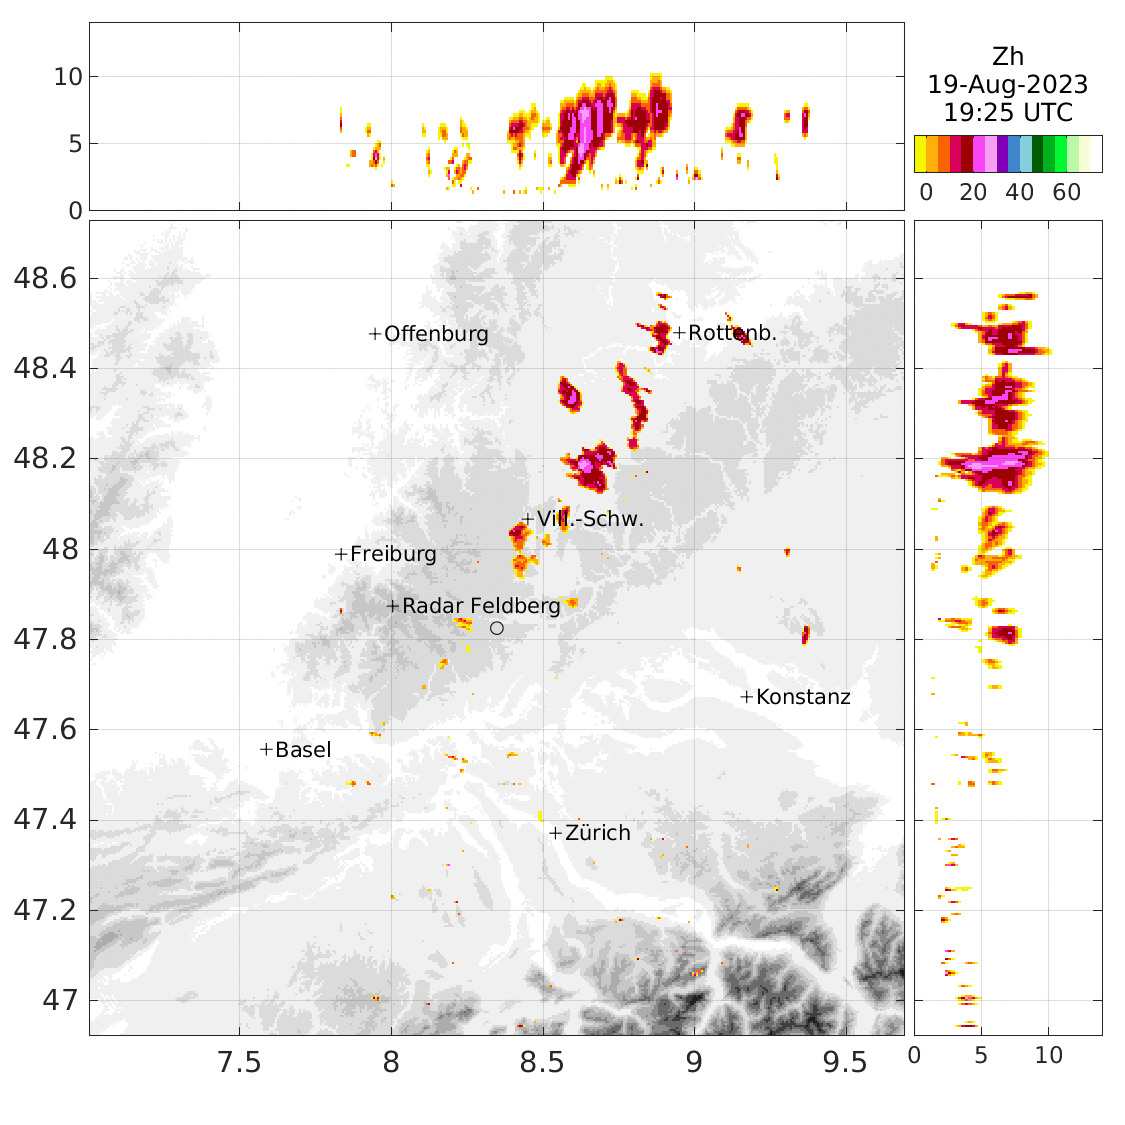 10
5
0
Zh
19-Aug-2023
19:25 UTC
0 20 40 60
48.6
48.4
48.2
48
47.8
47.6
47.4
47.2
47
Offenburg
Rottenb.
Vill.-Schw.
Freiburg
Radar Feldberg
Konstanz
Basel
Zürich
7.5 8 8.5 9 9.5
0 5 10